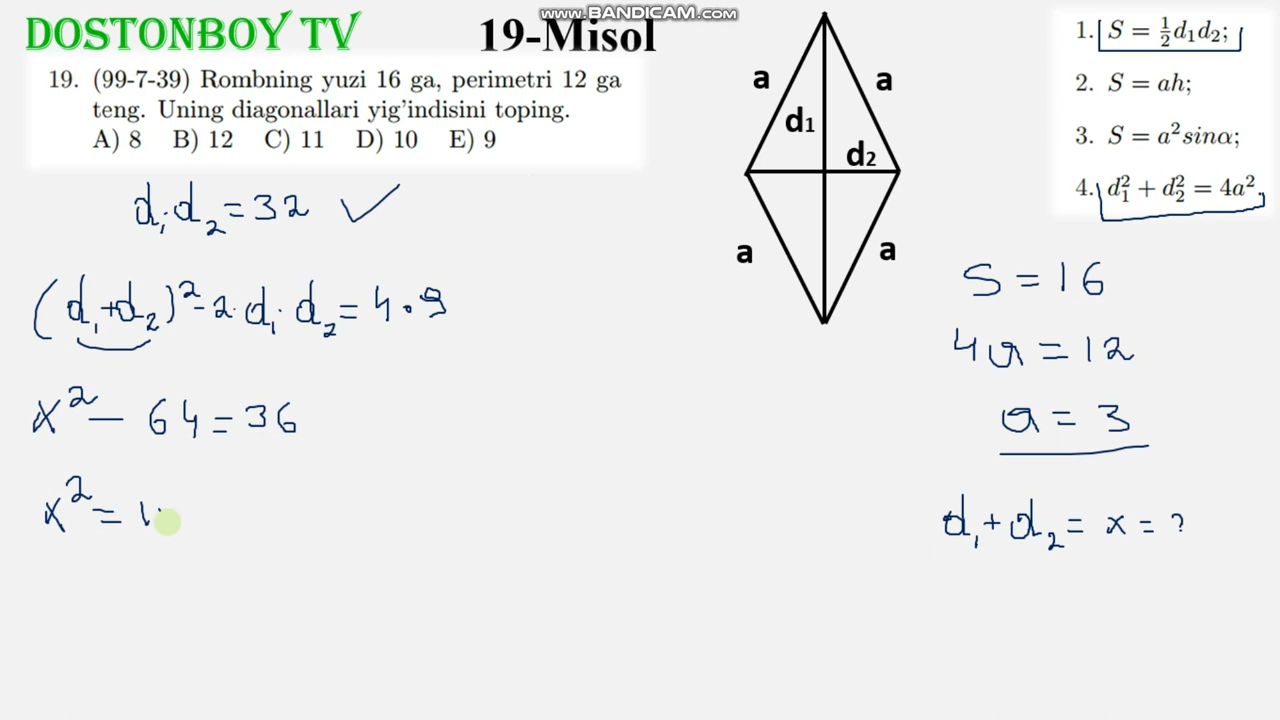 www.BANDICAM.com
DOSTONBOY TV
19-Misol
19. (99-7-39) Rombning yuzi 16 ga, perimetri 12 ga
teng. Uning diagonallari yig'indisini toping.
A) 8 B) 12 C) 11 D) 10 E) 9
d₁d₂ = 32 ✓
(d₁+d₂)² - 2·d₁·d₂ = 4·9
x² - 64 = 36
x² = 1
a
a
d₁
d₂
a
a
1. S = ½d₁d₂;
2. S = ah;
3. S = a²sinα;
4. d₁² + d₂² = 4a².
S = 16
4a = 12
a = 3
d₁ + d₂ = x = ?